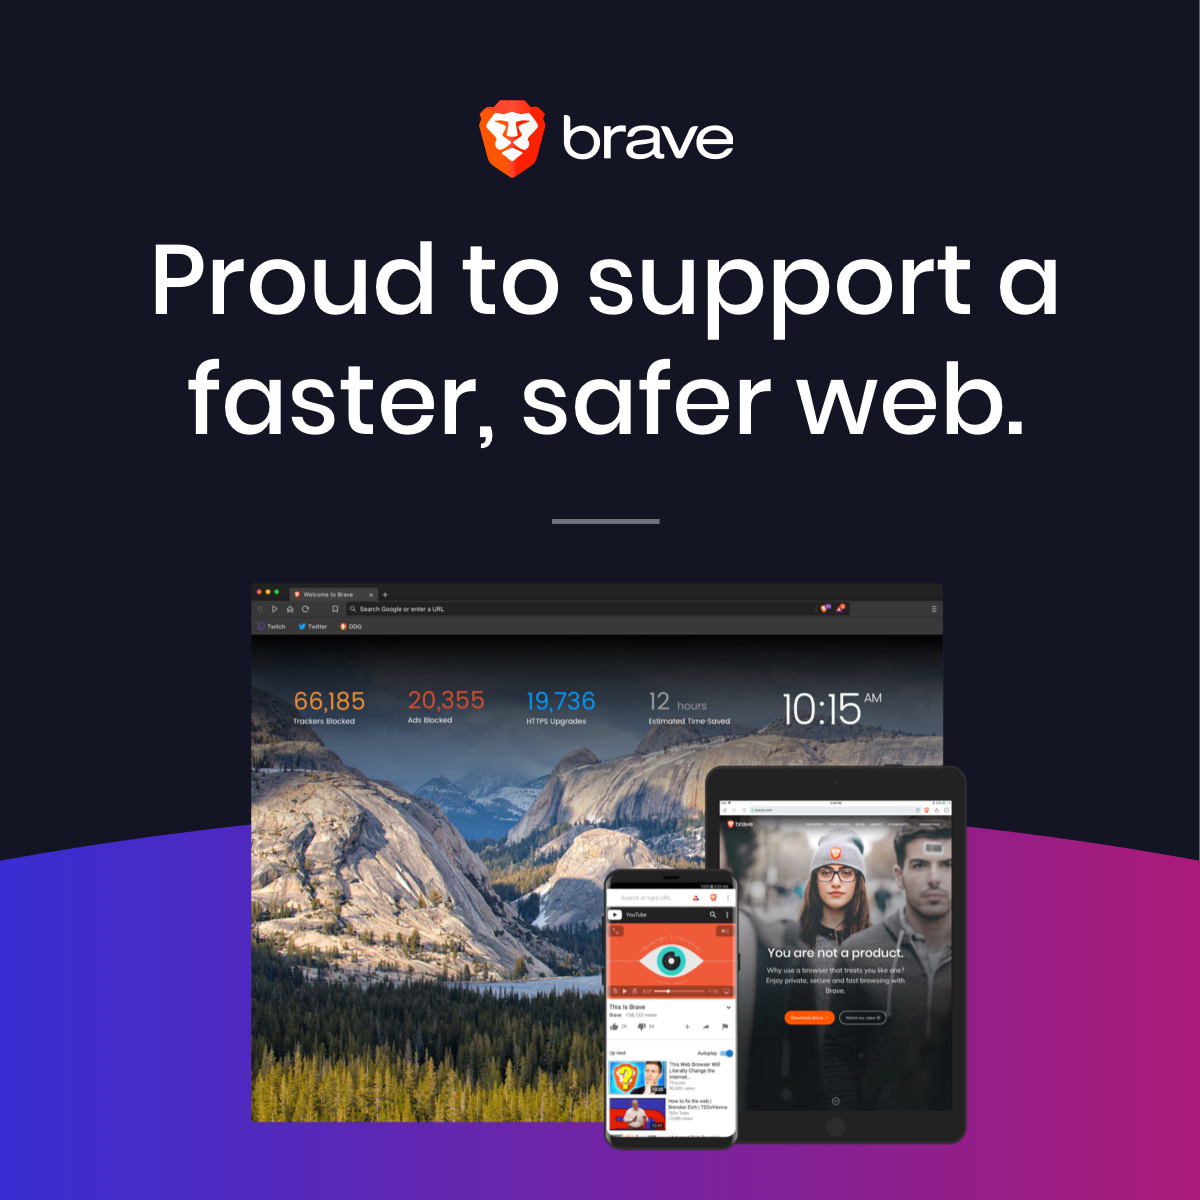 brave
Proud to support a
faster, safer web.
Welcome to Brave
Search Google or enter a URL
Twitch
Twitter
DDG
66,185
Trackers Blocked
20,355
Ads Blocked
19,736
HTTPS Upgrades
12 hours
Estimated Time Saved
10:15 AM
brave.com
brave
You are not a product.
Why use a browser that treats you like one?
Enjoy private, secure and fast browsing with
Brave.
Download Brave
Watch our video
Search or type URL
YouTube
This Is Brave
Up next
Autoplay
This Web Browser Will
Literally Change the
Internet...
How to fix the web |
Brendan Eich | TEDxVienna
TEDx Talks